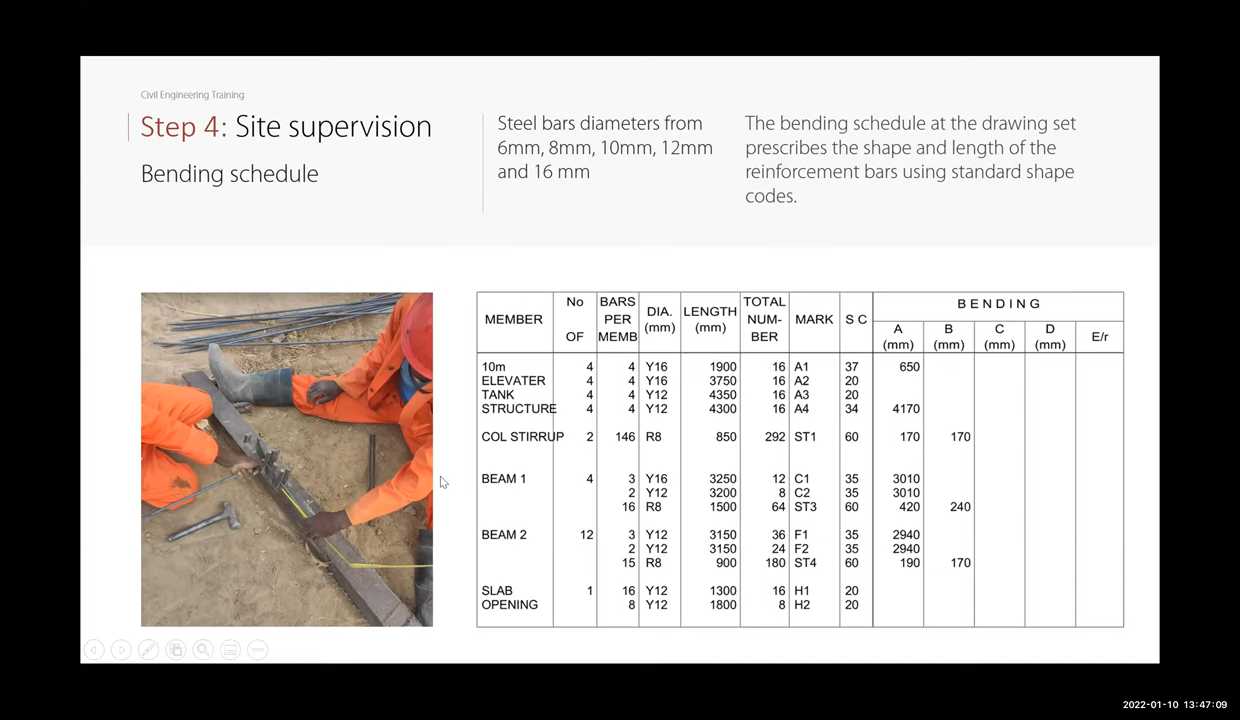 Civil Engineering Training
Step 4: Site supervision
Bending schedule
Steel bars diameters from
6mm, 8mm, 10mm, 12mm
and 16 mm
The bending schedule at the drawing set
prescribes the shape and length of the
reinforcement bars using standard shape
codes.
MEMBER No OF BARS PER MEMB DIA. (mm) LENGTH (mm) TOTAL NUM- BER MARK S C BENDING
A (mm) B (mm) C (mm) D (mm) E/r
10m 4 4 Y16 1900 16 A1 37 650
ELEVATER 4 4 Y16 3750 16 A2 20
TANK 4 4 Y12 4350 16 A3 20
STRUCTURE 4 4 Y12 4300 16 A4 34 4170
COL STIRRUP 2 146 R8 850 292 ST1 60 170 170
BEAM 1 4 3 Y16 3250 12 C1 35 3010
2 Y12 3200 8 C2 35 3010
16 R8 1500 64 ST3 60 420 240
BEAM 2 12 3 Y12 3150 36 F1 35 2940
2 Y12 3150 24 F2 35 2940
15 R8 900 180 ST4 60 190 170
SLAB 1 16 Y12 1300 16 H1 20
OPENING 8 Y12 1800 8 H2 20
2022-01-10 13:47:09